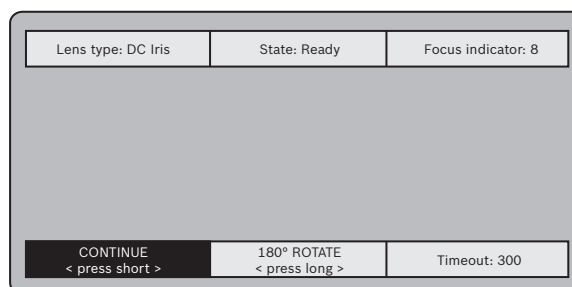 Lens type: DC Iris
State: Ready
Focus indicator: 8
CONTINUE
< press short >
180° ROTATE
< press long >
Timeout: 300